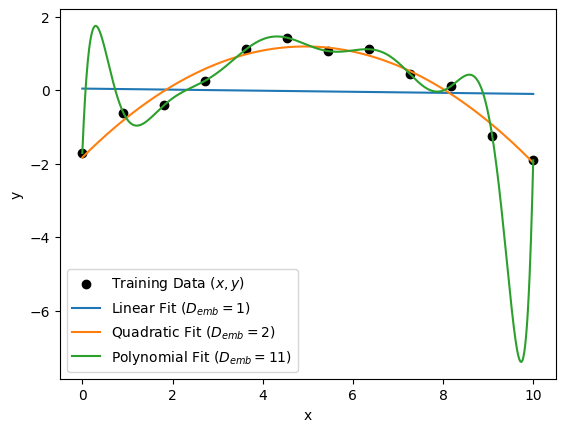 2
0
−2
−4
−6
y
Training Data (x, y)
Linear Fit (D_emb = 1)
Quadratic Fit (D_emb = 2)
Polynomial Fit (D_emb = 11)
0 2 4 6 8 10
x